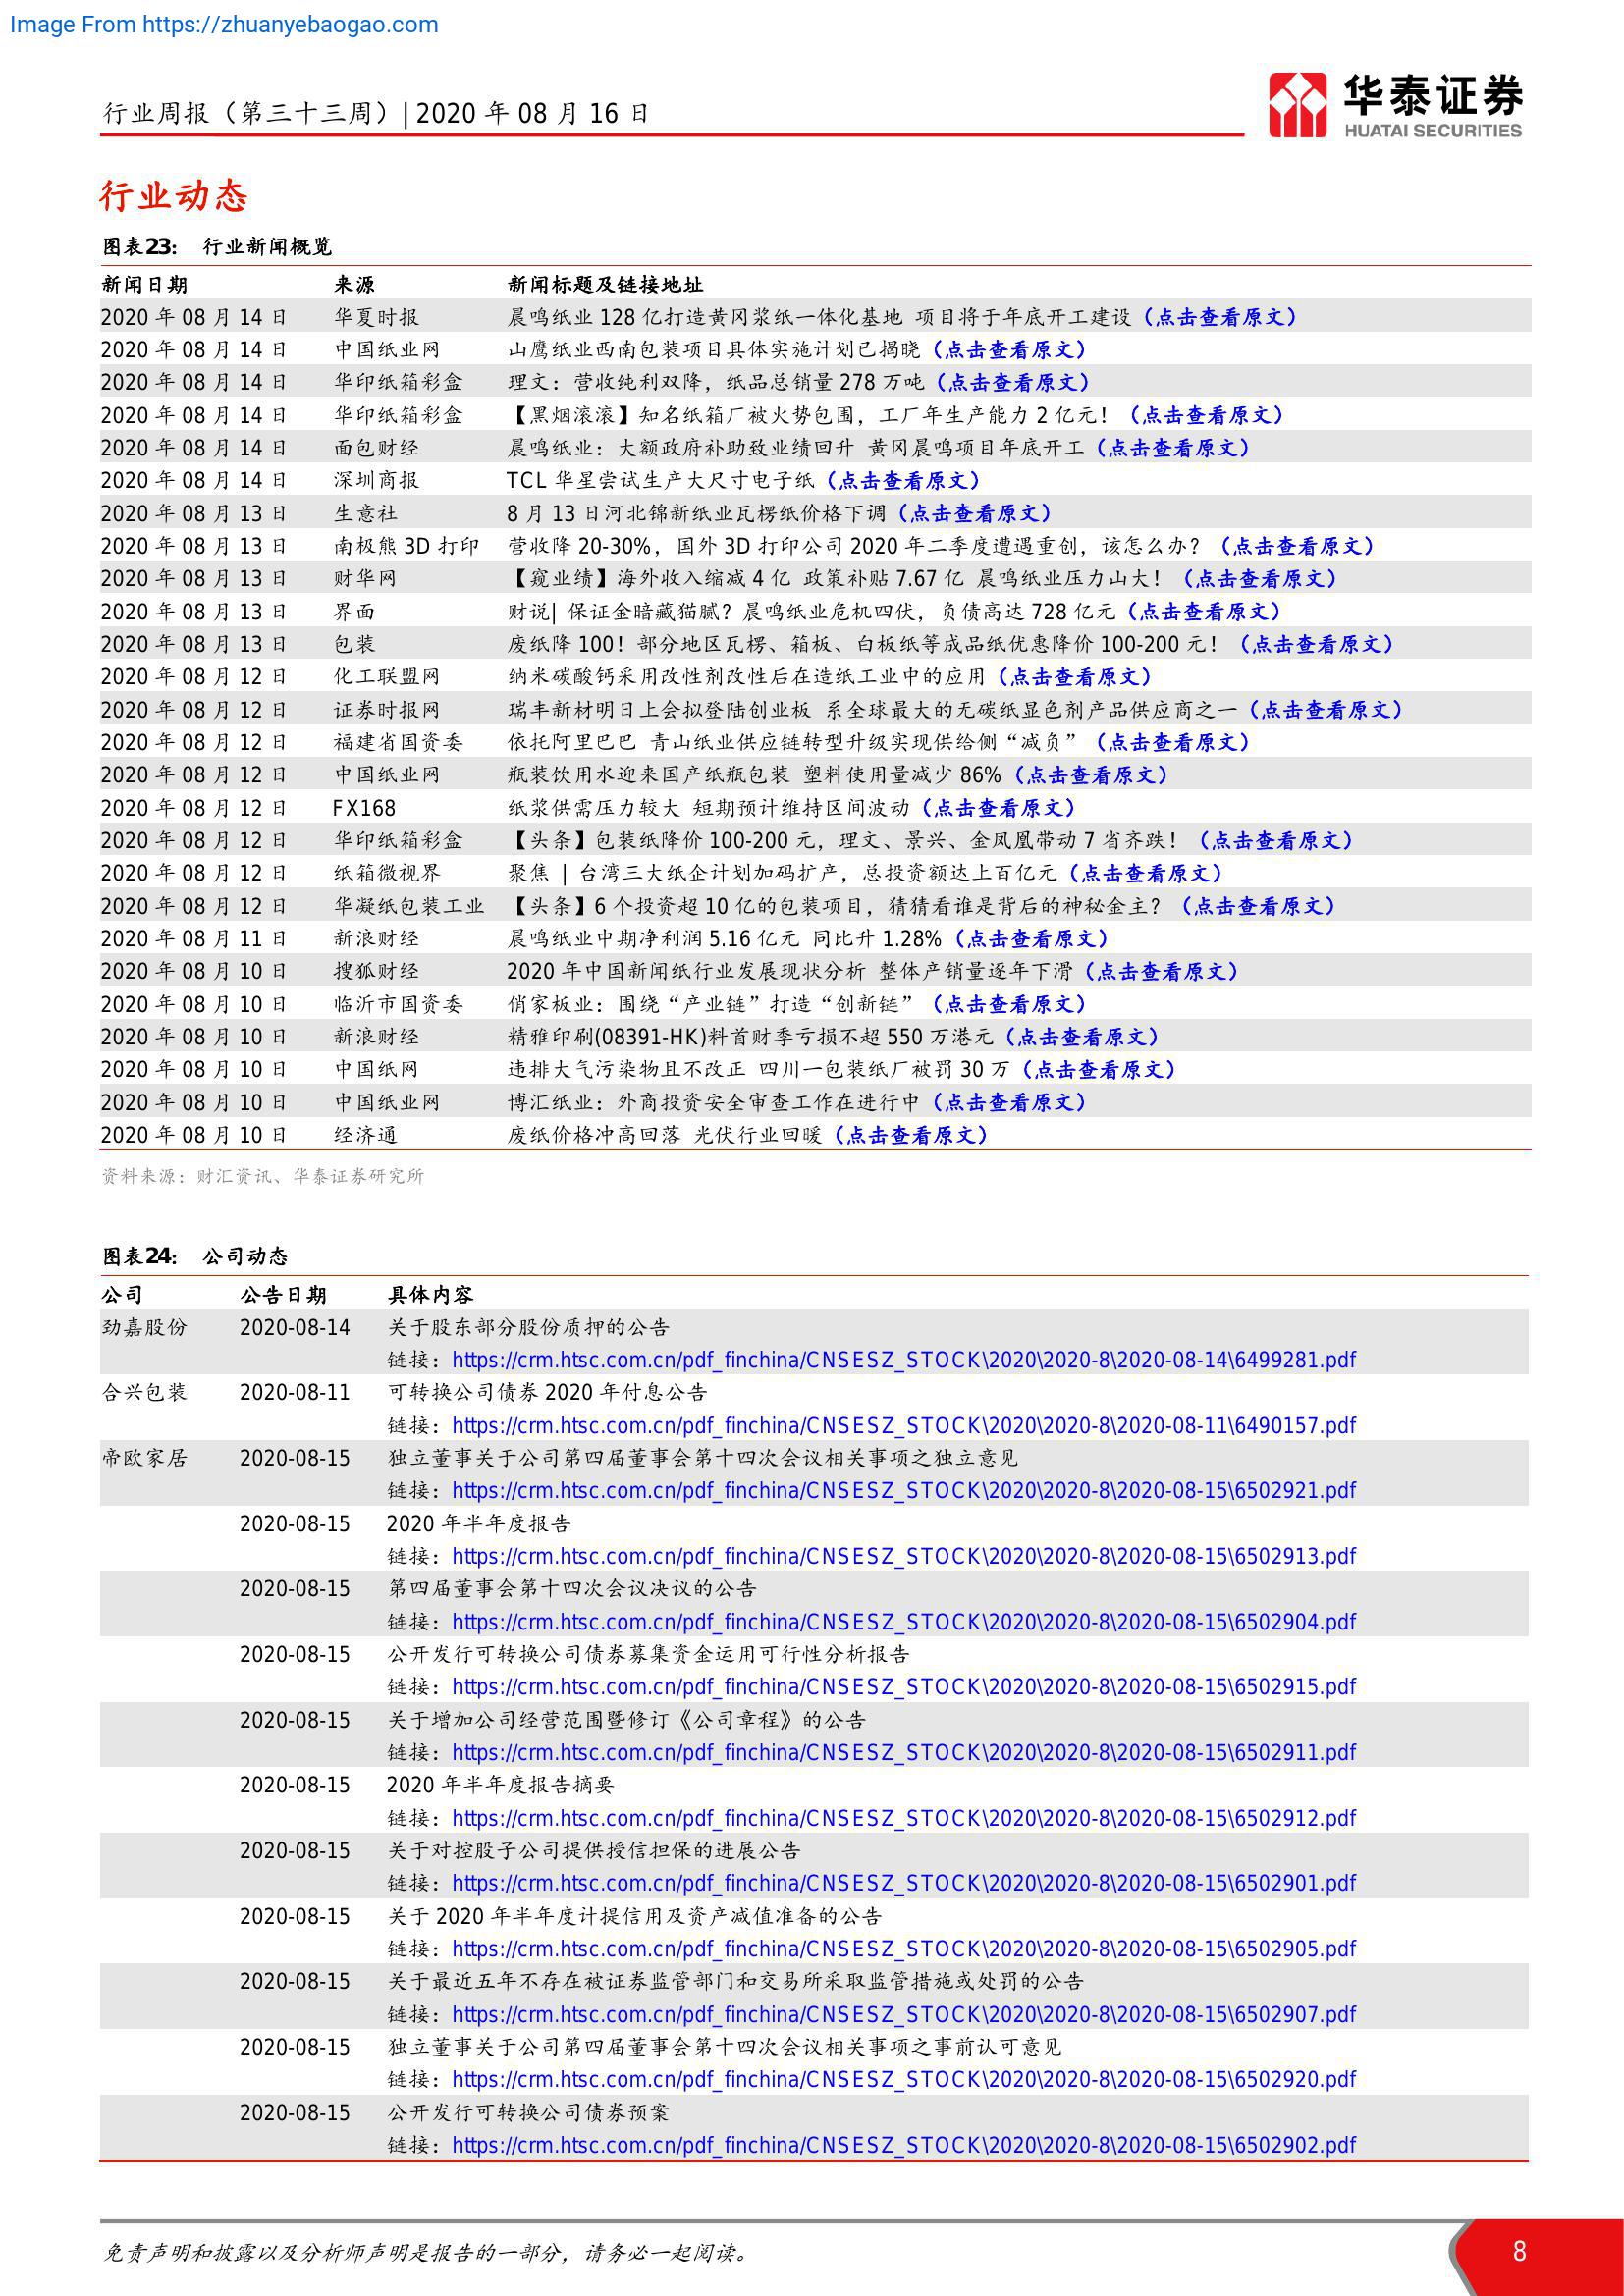 Image From https://zhuanyebaogao.com
行业周报（第三十三周）| 2020 年 08 月 16 日
华泰证券
HUATAI SECURITIES
行业动态
图表23： 行业新闻概览
新闻日期 来源 新闻标题及链接地址
2020 年 08 月 14 日 华夏时报 晨鸣纸业 128 亿打造黄冈浆纸一体化基地 项目将于年底开工建设（点击查看原文）
2020 年 08 月 14 日 中国纸业网 山鹰纸业西南包装项目具体实施计划已揭晓（点击查看原文）
2020 年 08 月 14 日 华印纸箱彩盒 理文：营收纯利双降，纸品总销量 278 万吨（点击查看原文）
2020 年 08 月 14 日 华印纸箱彩盒 【黑烟滚滚】知名纸箱厂被火势包围，工厂年生产能力 2 亿元！（点击查看原文）
2020 年 08 月 14 日 面包财经 晨鸣纸业：大额政府补助致业绩回升 黄冈晨鸣项目年底开工（点击查看原文）
2020 年 08 月 14 日 深圳商报 TCL 华星尝试生产大尺寸电子纸（点击查看原文）
2020 年 08 月 13 日 生意社 8 月 13 日河北锦新纸业瓦楞纸价格下调（点击查看原文）
2020 年 08 月 13 日 南极熊 3D 打印 营收降 20-30%，国外 3D 打印公司 2020 年二季度遭遇重创，该怎么办？（点击查看原文）
2020 年 08 月 13 日 财华网 【窥业绩】海外收入缩减 4 亿 政策补贴 7.67 亿 晨鸣纸业压力山大！（点击查看原文）
2020 年 08 月 13 日 界面 财说| 保证金暗藏猫腻？晨鸣纸业危机四伏，负债高达 728 亿元（点击查看原文）
2020 年 08 月 13 日 包装 废纸降 100！部分地区瓦楞、箱板、白板纸等成品纸优惠降价 100-200 元！（点击查看原文）
2020 年 08 月 12 日 化工联盟网 纳米碳酸钙采用改性剂改性后在造纸工业中的应用（点击查看原文）
2020 年 08 月 12 日 证券时报网 瑞丰新材明日上会拟登陆创业板 系全球最大的无碳纸显色剂产品供应商之一（点击查看原文）
2020 年 08 月 12 日 福建省国资委 依托阿里巴巴 青山纸业供应链转型升级实现供给侧“减负”（点击查看原文）
2020 年 08 月 12 日 中国纸业网 瓶装饮用水迎来国产纸瓶包装 塑料使用量减少 86%（点击查看原文）
2020 年 08 月 12 日 FX168 纸浆供需压力较大 短期预计维持区间波动（点击查看原文）
2020 年 08 月 12 日 华印纸箱彩盒 【头条】包装纸降价 100-200 元，理文、景兴、金凤凰带动 7 省齐跌！（点击查看原文）
2020 年 08 月 12 日 纸箱微视界 聚焦 | 台湾三大纸企计划加码扩产，总投资额达上百亿元（点击查看原文）
2020 年 08 月 12 日 华凝纸包装工业 【头条】6 个投资超 10 亿的包装项目，猜猜看谁是背后的神秘金主？（点击查看原文）
2020 年 08 月 11 日 新浪财经 晨鸣纸业中期净利润 5.16 亿元 同比升 1.28%（点击查看原文）
2020 年 08 月 10 日 搜狐财经 2020 年中国新闻纸行业发展现状分析 整体产销量逐年下滑（点击查看原文）
2020 年 08 月 10 日 临沂市国资委 俏家板业：围绕“产业链”打造“创新链”（点击查看原文）
2020 年 08 月 10 日 新浪财经 精雅印刷(08391-HK)料首财季亏损不超 550 万港元（点击查看原文）
2020 年 08 月 10 日 中国纸网 违排大气污染物且不改正 四川一包装纸厂被罚 30 万（点击查看原文）
2020 年 08 月 10 日 中国纸业网 博汇纸业：外商投资安全审查工作在进行中（点击查看原文）
2020 年 08 月 10 日 经济通 废纸价格冲高回落 光伏行业回暖（点击查看原文）
资料来源：财汇资讯、华泰证券研究所
图表24： 公司动态
公司 公告日期 具体内容
劲嘉股份 2020-08-14 关于股东部分股份质押的公告
链接：https://crm.htsc.com.cn/pdf_finchina/CNSESZ_STOCK\2020\2020-8\2020-08-14\6499281.pdf
合兴包装 2020-08-11 可转换公司债券 2020 年付息公告
链接：https://crm.htsc.com.cn/pdf_finchina/CNSESZ_STOCK\2020\2020-8\2020-08-11\6490157.pdf
帝欧家居 2020-08-15 独立董事关于公司第四届董事会第十四次会议相关事项之独立意见
链接：https://crm.htsc.com.cn/pdf_finchina/CNSESZ_STOCK\2020\2020-8\2020-08-15\6502921.pdf
2020-08-15 2020 年半年度报告
链接：https://crm.htsc.com.cn/pdf_finchina/CNSESZ_STOCK\2020\2020-8\2020-08-15\6502913.pdf
2020-08-15 第四届董事会第十四次会议决议的公告
链接：https://crm.htsc.com.cn/pdf_finchina/CNSESZ_STOCK\2020\2020-8\2020-08-15\6502904.pdf
2020-08-15 公开发行可转换公司债券募集资金运用可行性分析报告
链接：https://crm.htsc.com.cn/pdf_finchina/CNSESZ_STOCK\2020\2020-8\2020-08-15\6502915.pdf
2020-08-15 关于增加公司经营范围暨修订《公司章程》的公告
链接：https://crm.htsc.com.cn/pdf_finchina/CNSESZ_STOCK\2020\2020-8\2020-08-15\6502911.pdf
2020-08-15 2020 年半年度报告摘要
链接：https://crm.htsc.com.cn/pdf_finchina/CNSESZ_STOCK\2020\2020-8\2020-08-15\6502912.pdf
2020-08-15 关于对控股子公司提供授信担保的进展公告
链接：https://crm.htsc.com.cn/pdf_finchina/CNSESZ_STOCK\2020\2020-8\2020-08-15\6502901.pdf
2020-08-15 关于 2020 年半年度计提信用及资产减值准备的公告
链接：https://crm.htsc.com.cn/pdf_finchina/CNSESZ_STOCK\2020\2020-8\2020-08-15\6502905.pdf
2020-08-15 关于最近五年不存在被证券监管部门和交易所采取监管措施或处罚的公告
链接：https://crm.htsc.com.cn/pdf_finchina/CNSESZ_STOCK\2020\2020-8\2020-08-15\6502907.pdf
2020-08-15 独立董事关于公司第四届董事会第十四次会议相关事项之事前认可意见
链接：https://crm.htsc.com.cn/pdf_finchina/CNSESZ_STOCK\2020\2020-8\2020-08-15\6502920.pdf
2020-08-15 公开发行可转换公司债券预案
链接：https://crm.htsc.com.cn/pdf_finchina/CNSESZ_STOCK\2020\2020-8\2020-08-15\6502902.pdf
免责声明和披露以及分析师声明是报告的一部分，请务必一起阅读。 8